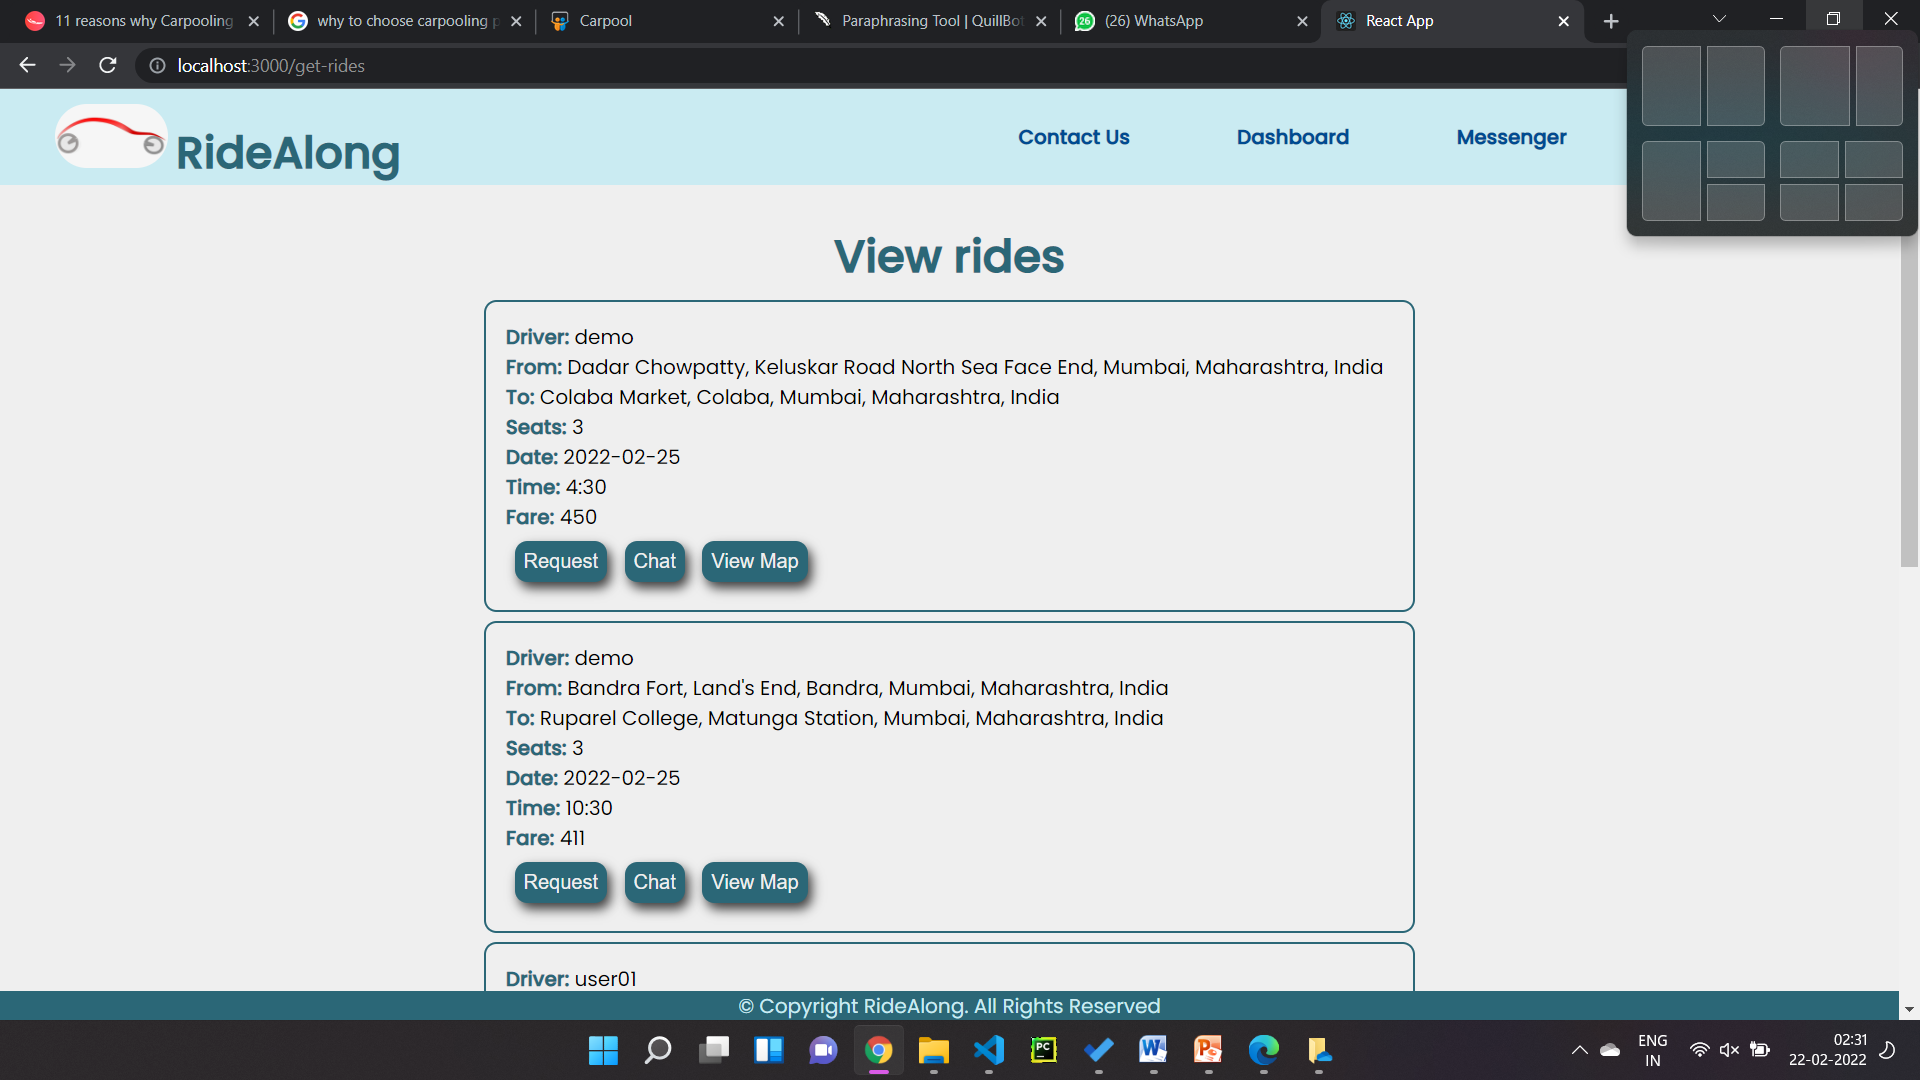 11 reasons why Carpooling
why to choose carpooling p
Carpool
Paraphrasing Tool | QuillBot
(26) WhatsApp
React App
localhost:3000/get-rides
RideAlong
Contact Us
Dashboard
Messenger
View rides
Driver: demo
From: Dadar Chowpatty, Keluskar Road North Sea Face End, Mumbai, Maharashtra, India
To: Colaba Market, Colaba, Mumbai, Maharashtra, India
Seats: 3
Date: 2022-02-25
Time: 4:30
Fare: 450
Request Chat View Map
Driver: demo
From: Bandra Fort, Land's End, Bandra, Mumbai, Maharashtra, India
To: Ruparel College, Matunga Station, Mumbai, Maharashtra, India
Seats: 3
Date: 2022-02-25
Time: 10:30
Fare: 411
Request Chat View Map
Driver: user01
© Copyright RideAlong. All Rights Reserved
ENG
IN
02:31
22-02-2022